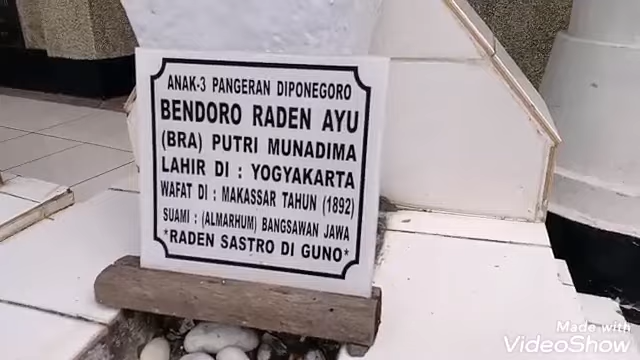 ANAK-3 PANGERAN DIPONEGORO
BENDORO RADEN AYU
(BRA) PUTRI MUNADIMA
LAHIR DI : YOGYAKARTA
WAFAT DI : MAKASSAR TAHUN (1892)
SUAMI : (ALMARHUM) BANGSAWAN JAWA
*RADEN SASTRO DI GUNO*
Made with
VideoShow